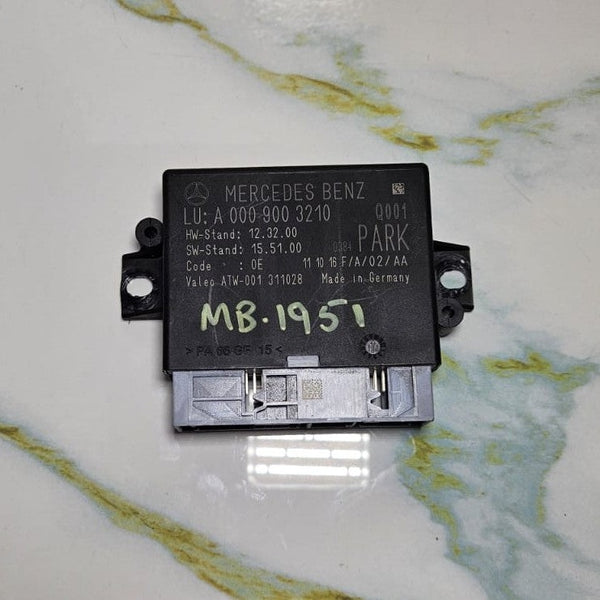 MERCEDES BENZ
LU: A 000 900 3210 Q001
HW-Stand: 12.32.00
SW-Stand: 15.51.00 0384 PARK
Code : 0E 11 10 16 F/A/02/AA
Valeo ATW-001 311028 Made in Germany
MB.1951
>PA 66 GF 15<